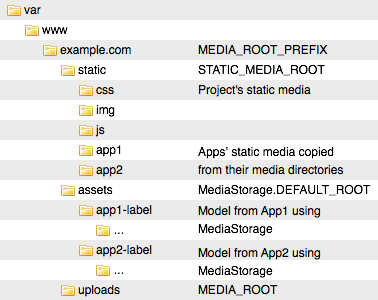 var
www
example.com MEDIA_ROOT_PREFIX
static STATIC_MEDIA_ROOT
css Project's static media
img
js
app1 Apps' static media copied
app2 from their media directories
assets MediaStorage.DEFAULT_ROOT
app1-label Model from App1 using
... MediaStorage
app2-label Model from App2 using
... MediaStorage
uploads MEDIA_ROOT